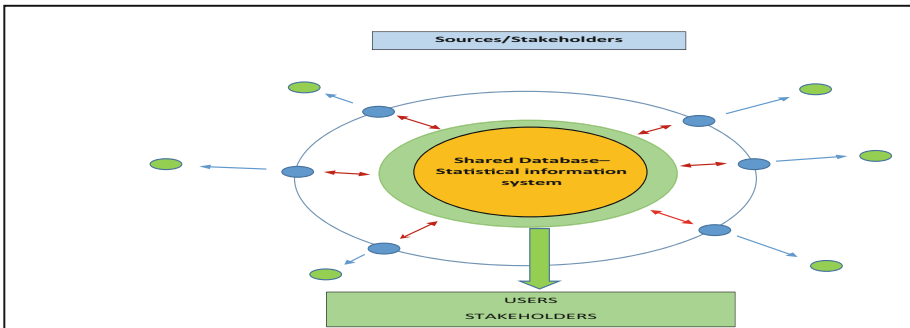 Sources/Stakeholders
Shared Database–
Statistical information
system
USERS
STAKEHOLDERS